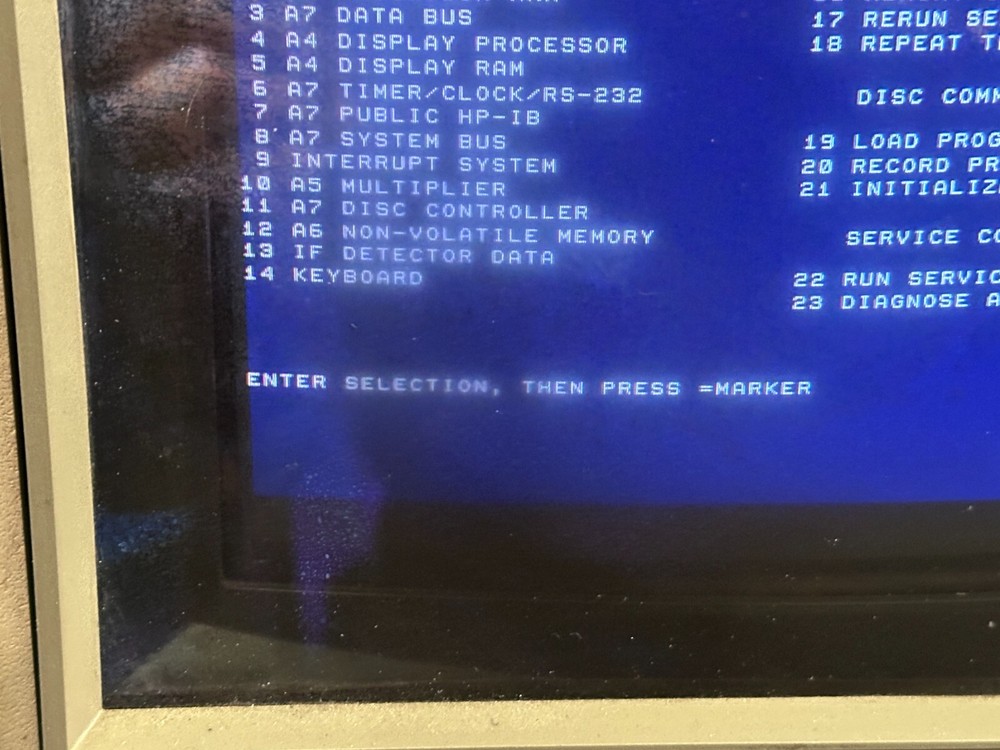 3 A7 DATA BUS
4 A4 DISPLAY PROCESSOR
5 A4 DISPLAY RAM
6 A7 TIMER/CLOCK/RS-232
7 A7 PUBLIC HP-IB
8 A7 SYSTEM BUS
9 INTERRUPT SYSTEM
10 A5 MULTIPLIER
11 A7 DISC CONTROLLER
12 A6 NON-VOLATILE MEMORY
13 IF DETECTOR DATA
14 KEYBOARD
17 RERUN SE
18 REPEAT T
DISC COMM
19 LOAD PROG
20 RECORD PR
21 INITIALIZ
SERVICE CO
22 RUN SERVIC
23 DIAGNOSE A
ENTER SELECTION, THEN PRESS =MARKER